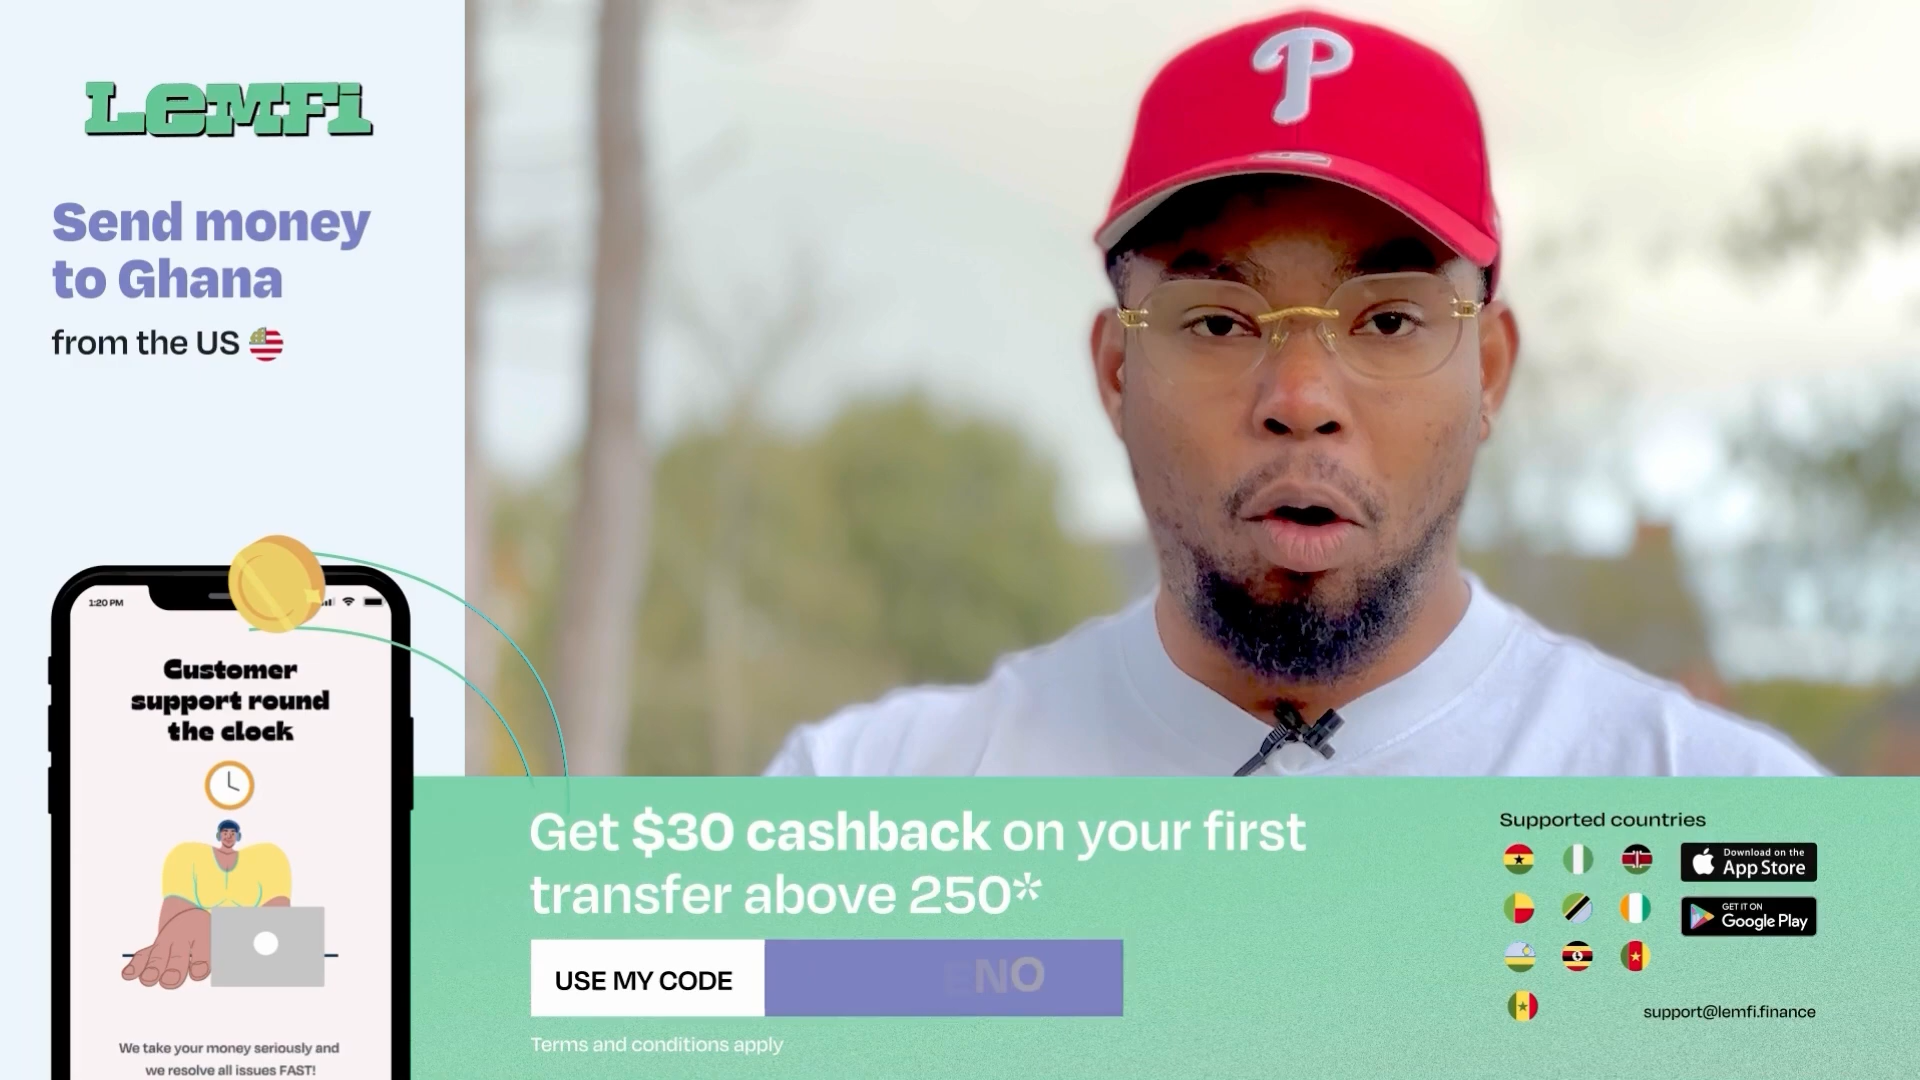 LemFi
Send money
to Ghana
from the US
1:20 PM
Customer
support round
the clock
We take your money seriously and
we resolve all issues FAST!
P
Get $30 cashback on your first
transfer above 250*
USE MY CODE
ENO
Terms and conditions apply
Supported countries
Download on the
App Store
GET IT ON
Google Play
support@lemfi.finance